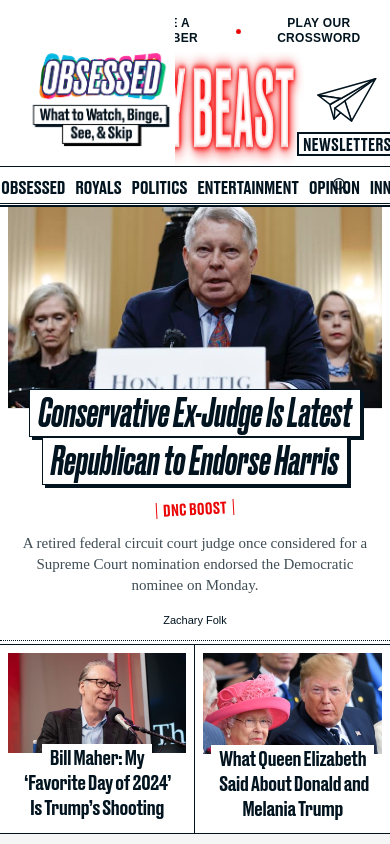 E A
BER
PLAY OUR
CROSSWORD
OBSESSED
What to Watch, Binge,
See, & Skip
Y BEAST
NEWSLETTERS
OBSESSED ROYALS POLITICS ENTERTAINMENT OPINION INN
HON. LUTTIG
Conservative Ex-Judge Is Latest
Republican to Endorse Harris
DNC BOOST
A retired federal circuit court judge once considered for a
Supreme Court nomination endorsed the Democratic
nominee on Monday.
Zachary Folk
Th
Bill Maher: My
‘Favorite Day of 2024’
Is Trump’s Shooting
What Queen Elizabeth
Said About Donald and
Melania Trump